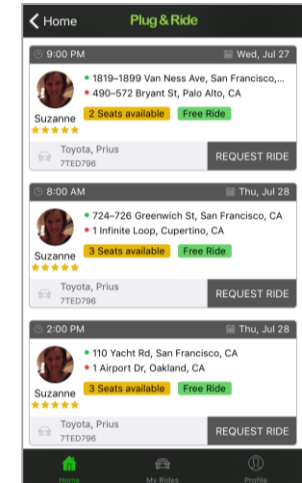 Home
Plug & Ride
9:00 PM
Wed, Jul 27
1819–1899 Van Ness Ave, San Francisco,...
490–572 Bryant St, Palo Alto, CA
Suzanne
2 Seats available
Free Ride
Toyota, Prius
7TED796
REQUEST RIDE
8:00 AM
Thu, Jul 28
724–726 Greenwich St, San Francisco, CA
1 Infinite Loop, Cupertino, CA
Suzanne
3 Seats available
Free Ride
Toyota, Prius
7TED796
REQUEST RIDE
2:00 PM
Thu, Jul 28
110 Yacht Rd, San Francisco, CA
1 Airport Dr, Oakland, CA
Suzanne
3 Seats available
Free Ride
Toyota, Prius
7TED796
REQUEST RIDE
Home
My Rides
Profile